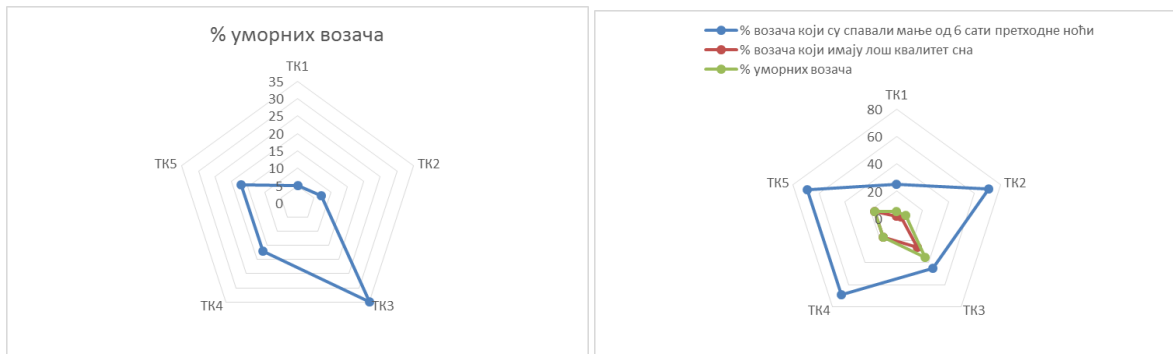 % уморних возача
ТК1
35
30
25
20
15
10
5
0
ТК2
ТК3
ТК4
ТК5
% возача који су спавали мање од 6 сати претходне ноћи
% возача који имају лош квалитет сна
% уморних возача
ТК1
80
60
40
20
0
ТК2
ТК3
ТК4
ТК5